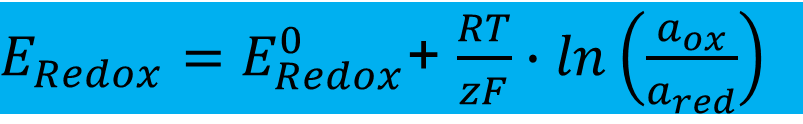 E_Redox = E^0_Redox + RT/zF · ln (a_ox/a_red)